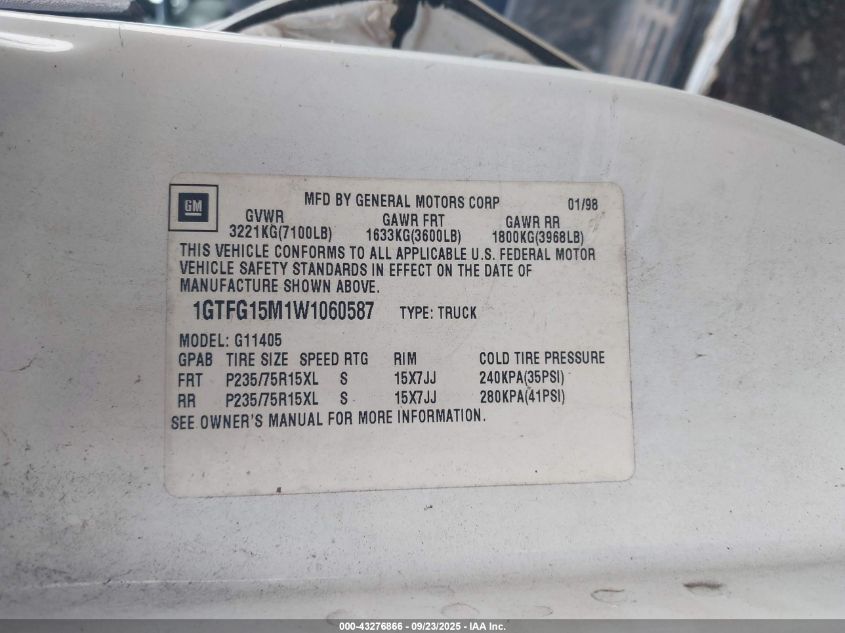 GM
MFD BY GENERAL MOTORS CORP 01/98
GVWR GAWR FRT GAWR RR
3221KG(7100LB) 1633KG(3600LB) 1800KG(3968LB)
THIS VEHICLE CONFORMS TO ALL APPLICABLE U.S. FEDERAL MOTOR
VEHICLE SAFETY STANDARDS IN EFFECT ON THE DATE OF
MANUFACTURE SHOWN ABOVE.
1GTFG15M1W1060587 TYPE: TRUCK
MODEL: G11405
GPAB TIRE SIZE SPEED RTG RIM COLD TIRE PRESSURE
FRT P235/75R15XL S 15X7JJ 240KPA(35PSI)
RR P235/75R15XL S 15X7JJ 280KPA(41PSI)
SEE OWNER'S MANUAL FOR MORE INFORMATION.
000-43276866 - 09/23/2025 - IAA Inc.